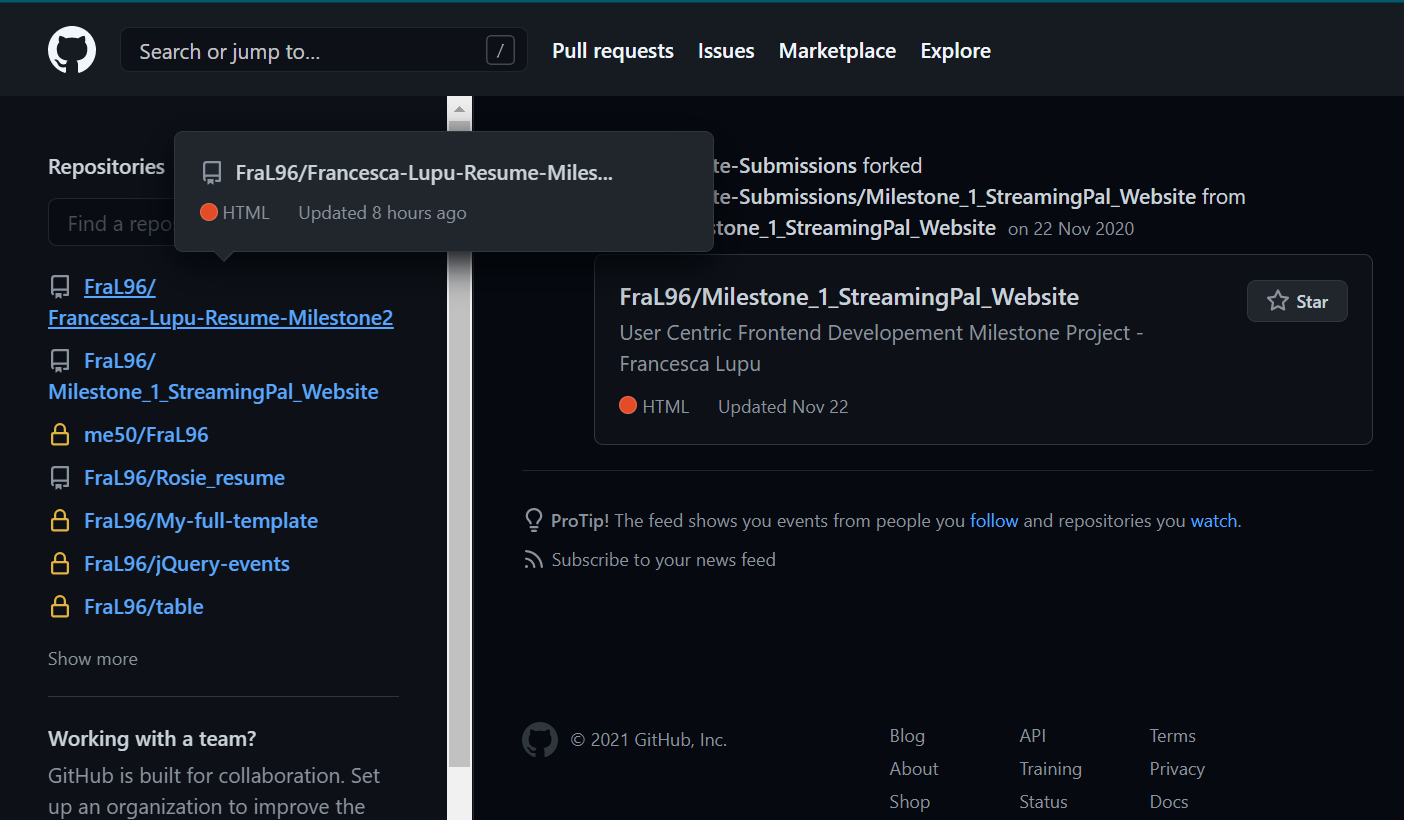 Search or jump to... /
Pull requests Issues Marketplace Explore
Repositories
Find a repo
FraL96/Francesca-Lupu-Resume-Miles...
HTML Updated 8 hours ago
FraL96/
Francesca-Lupu-Resume-Milestone2
FraL96/
Milestone_1_StreamingPal_Website
me50/FraL96
FraL96/Rosie_resume
FraL96/My-full-template
FraL96/jQuery-events
FraL96/table
Show more
Working with a team?
GitHub is built for collaboration. Set
up an organization to improve the
te-Submissions forked
te-Submissions/Milestone_1_StreamingPal_Website from
stone_1_StreamingPal_Website on 22 Nov 2020
FraL96/Milestone_1_StreamingPal_Website
Star
User Centric Frontend Developement Milestone Project -
Francesca Lupu
HTML Updated Nov 22
ProTip! The feed shows you events from people you follow and repositories you watch.
Subscribe to your news feed
© 2021 GitHub, Inc.
Blog API Terms
About Training Privacy
Shop Status Docs